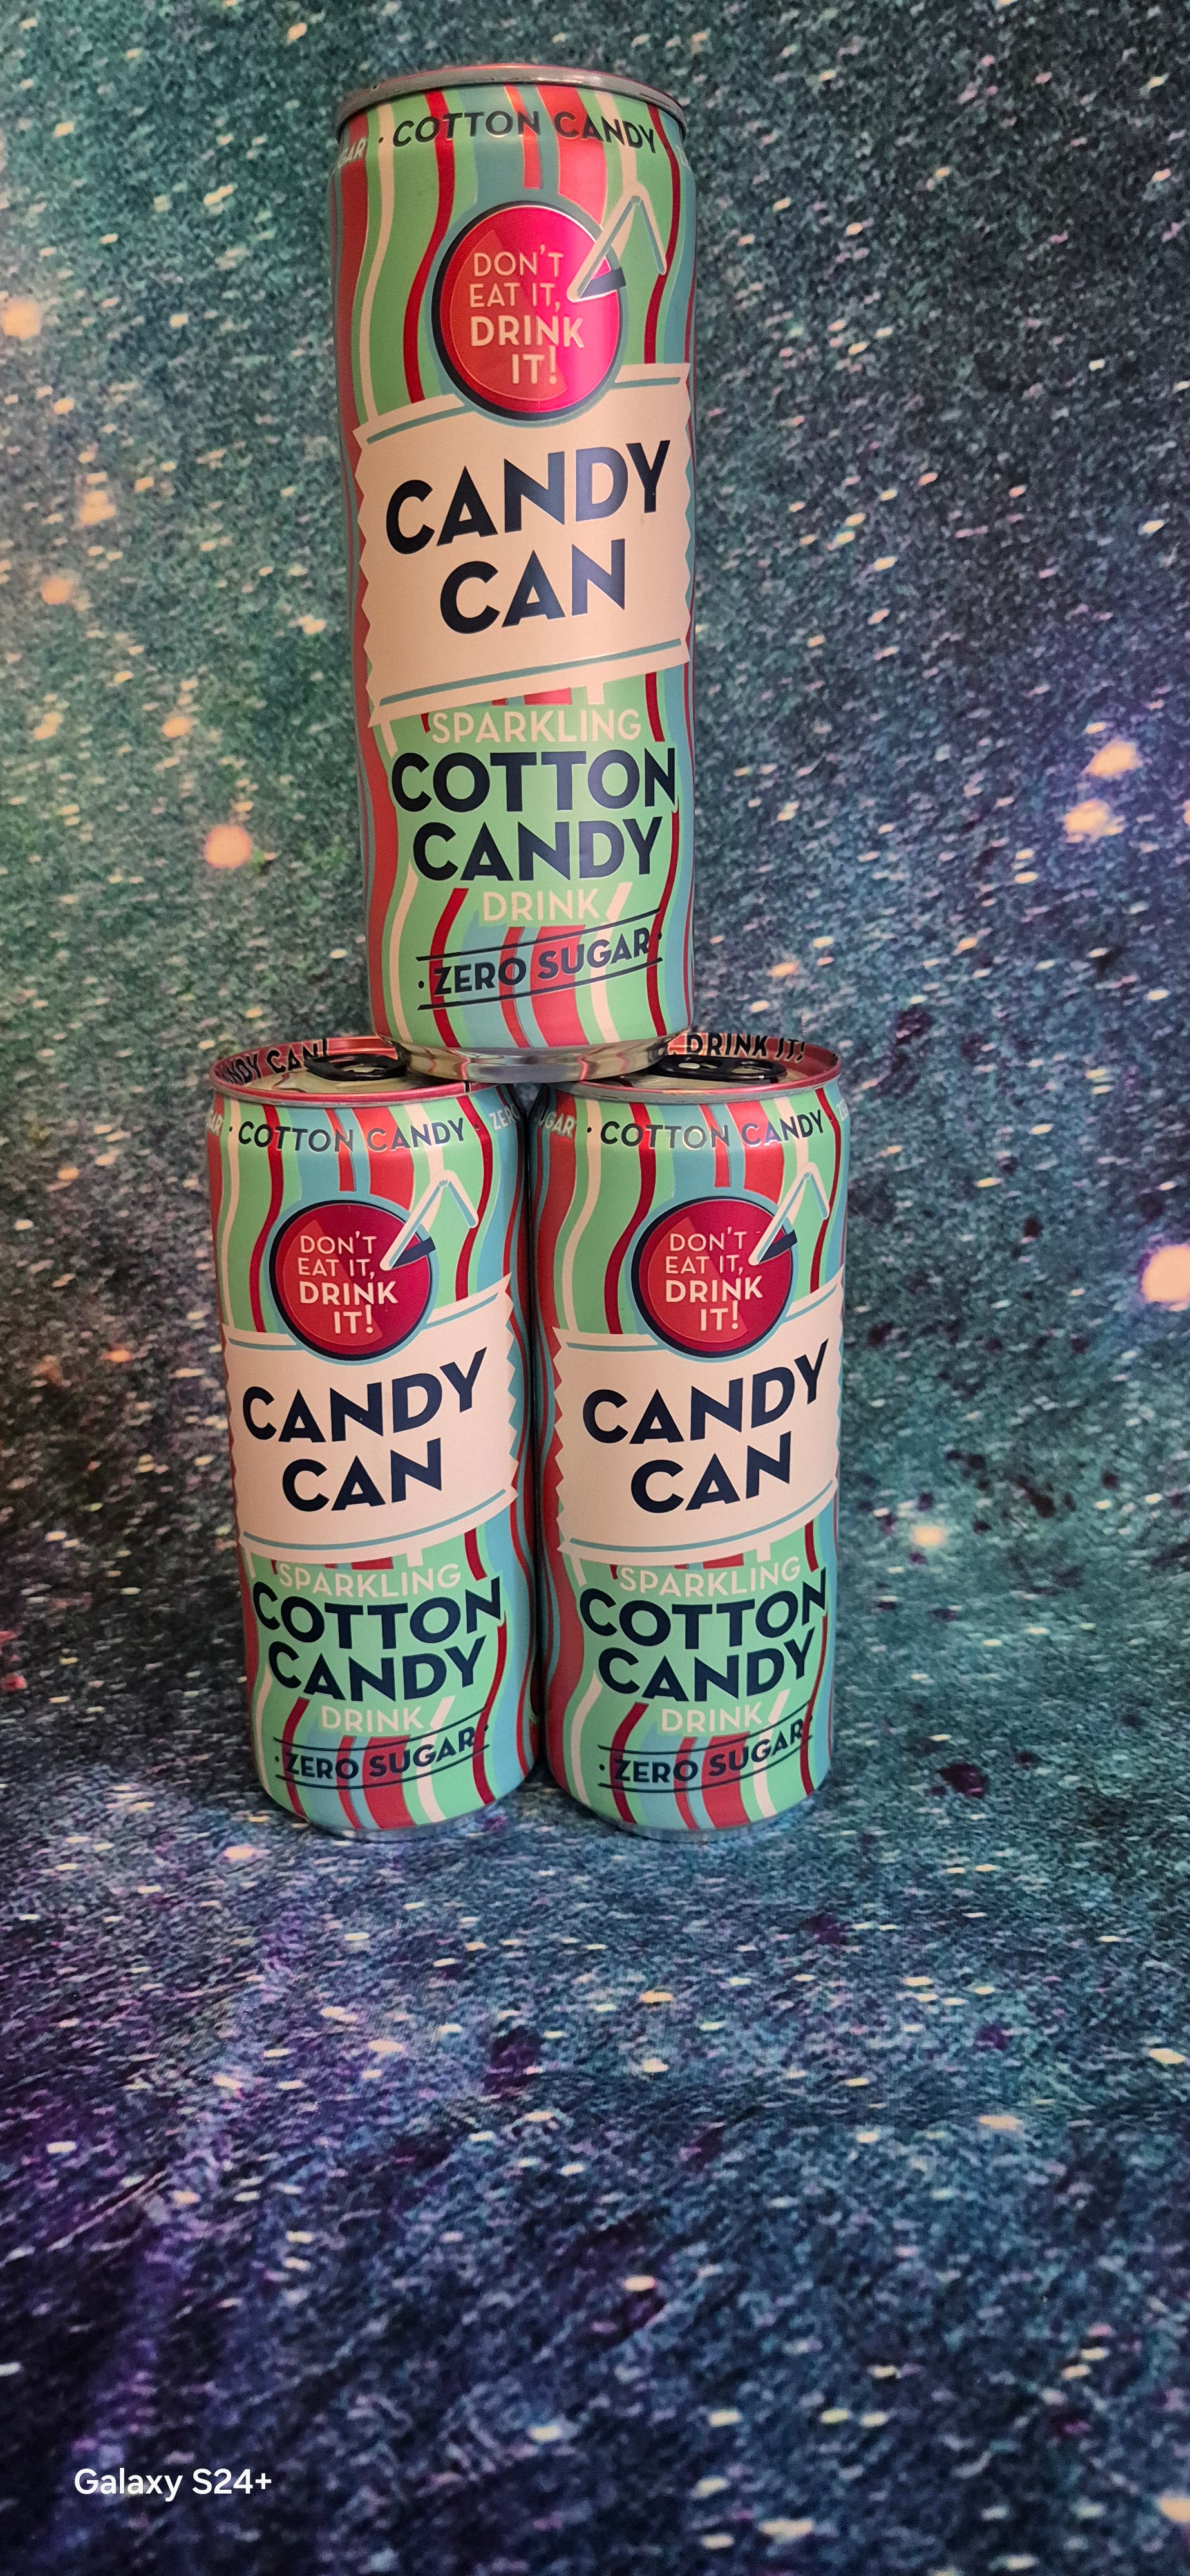 · COTTON CANDY
DON'T
EAT IT,
DRINK
IT!
CANDY
CAN
SPARKLING
COTTON
CANDY
DRINK
· ZERO SUGAR ·
CAN!
DRINK IT!
· COTTON CANDY ·
DON'T
EAT IT,
DRINK
IT!
CANDY
CAN
SPARKLING
COTTON
CANDY
DRINK
· ZERO SUGAR ·
· COTTON CANDY
DON'T
EAT IT,
DRINK
IT!
CANDY
CAN
SPARKLING
COTTON
CANDY
DRINK
· ZERO SUGAR ·
Galaxy S24+